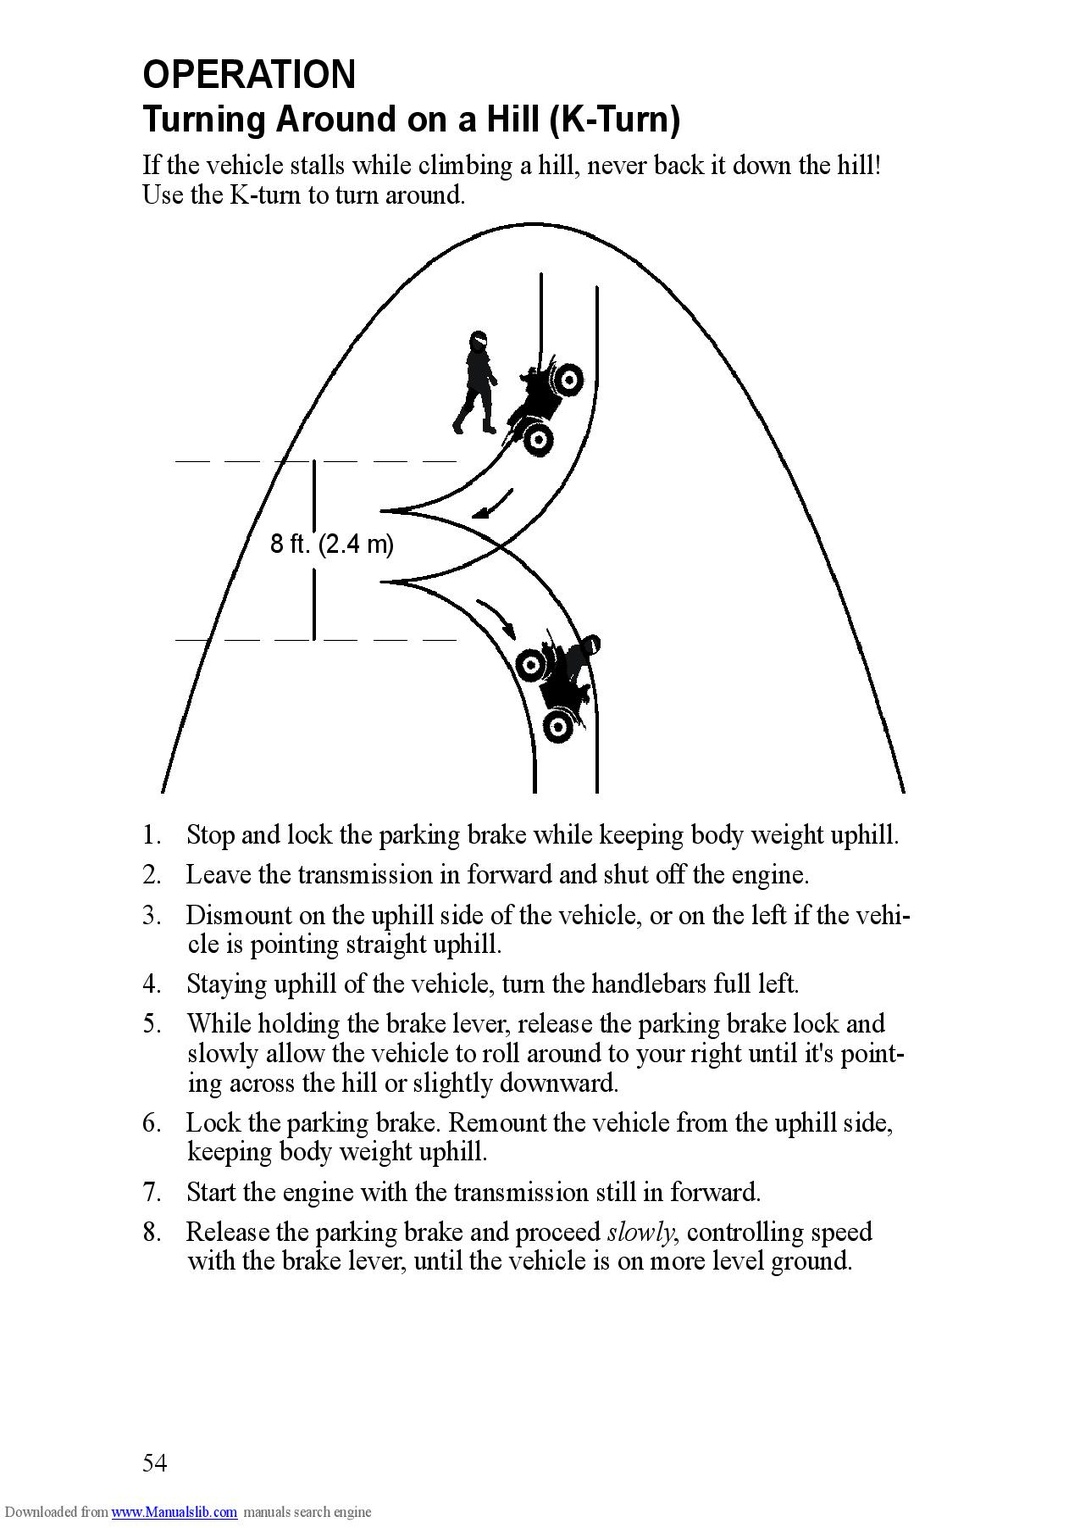 OPERATION
Turning Around on a Hill (K-Turn)
If the vehicle stalls while climbing a hill, never back it down the hill!
Use the K-turn to turn around.
8 ft. (2.4 m)
1. Stop and lock the parking brake while keeping body weight uphill.
2. Leave the transmission in forward and shut off the engine.
3. Dismount on the uphill side of the vehicle, or on the left if the vehi-
cle is pointing straight uphill.
4. Staying uphill of the vehicle, turn the handlebars full left.
5. While holding the brake lever, release the parking brake lock and
slowly allow the vehicle to roll around to your right until it's point-
ing across the hill or slightly downward.
6. Lock the parking brake. Remount the vehicle from the uphill side,
keeping body weight uphill.
7. Start the engine with the transmission still in forward.
8. Release the parking brake and proceed slowly, controlling speed
with the brake lever, until the vehicle is on more level ground.
54
Downloaded from www.Manualslib.com manuals search engine